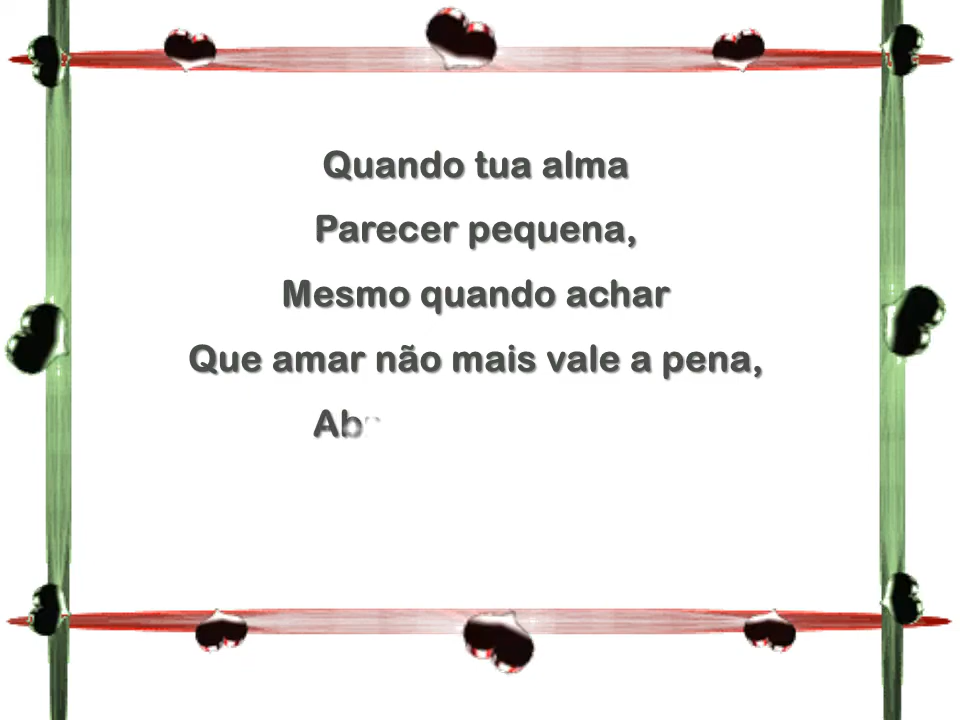 Quando tua alma
Parecer pequena,
Mesmo quando achar
Que amar não mais vale a pena,